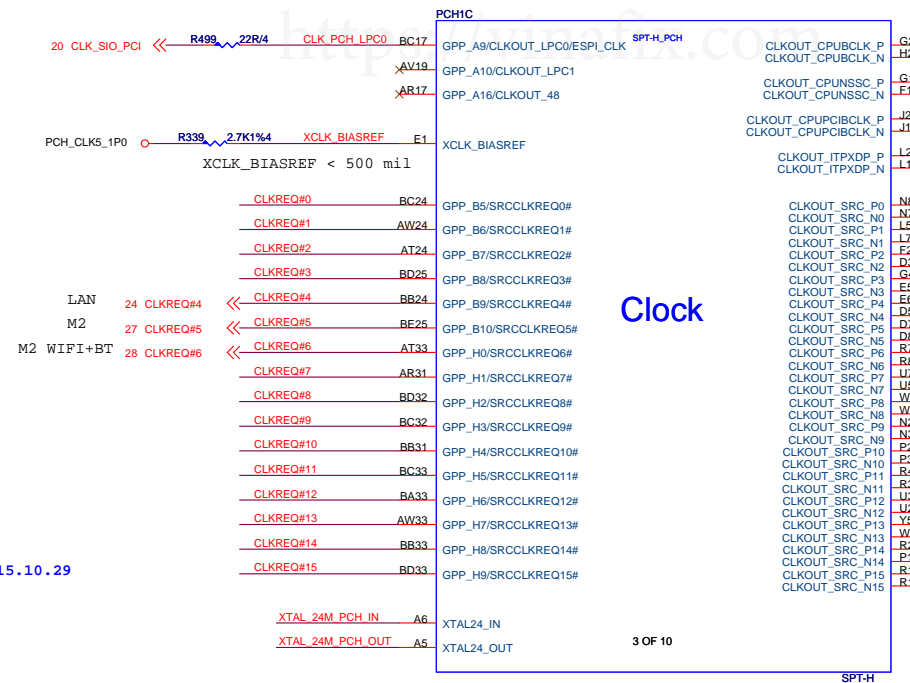 https://vinafix.com
PCH1C
SPT-H_PCH
20 CLK_SIO_PCI R499 22R/4 CLK_PCH_LPC0 BC17 GPP_A9/CLKOUT_LPC0/ESPI_CLK
AV19 GPP_A10/CLKOUT_LPC1
AR17 GPP_A16/CLKOUT_48
PCH_CLK5_1P0 R339 2.7K1%4 XCLK_BIASREF E1 XCLK_BIASREF
XCLK_BIASREF < 500 mil
CLKREQ#0 BC24 GPP_B5/SRCCLKREQ0#
CLKREQ#1 AW24 GPP_B6/SRCCLKREQ1#
CLKREQ#2 AT24 GPP_B7/SRCCLKREQ2#
CLKREQ#3 BD25 GPP_B8/SRCCLKREQ3#
LAN 24 CLKREQ#4 CLKREQ#4 BB24 GPP_B9/SRCCLKREQ4#
M2 27 CLKREQ#5 CLKREQ#5 BE25 GPP_B10/SRCCLKREQ5#
M2 WIFI+BT 28 CLKREQ#6 CLKREQ#6 AT33 GPP_H0/SRCCLKREQ6#
CLKREQ#7 AR31 GPP_H1/SRCCLKREQ7#
CLKREQ#8 BD32 GPP_H2/SRCCLKREQ8#
CLKREQ#9 BC32 GPP_H3/SRCCLKREQ9#
CLKREQ#10 BB31 GPP_H4/SRCCLKREQ10#
CLKREQ#11 BC33 GPP_H5/SRCCLKREQ11#
CLKREQ#12 BA33 GPP_H6/SRCCLKREQ12#
CLKREQ#13 AW33 GPP_H7/SRCCLKREQ13#
CLKREQ#14 BB33 GPP_H8/SRCCLKREQ14#
CLKREQ#15 BD33 GPP_H9/SRCCLKREQ15#
15.10.29
XTAL_24M_PCH_IN A6 XTAL24_IN
XTAL_24M_PCH_OUT A5 XTAL24_OUT
Clock
3 OF 10
CLKOUT_CPUBCLK_P
CLKOUT_CPUBCLK_N
CLKOUT_CPUNSSC_P
CLKOUT_CPUNSSC_N
CLKOUT_CPUPCIBCLK_P
CLKOUT_CPUPCIBCLK_N
CLKOUT_ITPXDP_P
CLKOUT_ITPXDP_N
CLKOUT_SRC_P0
CLKOUT_SRC_N0
CLKOUT_SRC_P1
CLKOUT_SRC_N1
CLKOUT_SRC_P2
CLKOUT_SRC_N2
CLKOUT_SRC_P3
CLKOUT_SRC_N3
CLKOUT_SRC_P4
CLKOUT_SRC_N4
CLKOUT_SRC_P5
CLKOUT_SRC_N5
CLKOUT_SRC_P6
CLKOUT_SRC_N6
CLKOUT_SRC_P7
CLKOUT_SRC_N7
CLKOUT_SRC_P8
CLKOUT_SRC_N8
CLKOUT_SRC_P9
CLKOUT_SRC_N9
CLKOUT_SRC_P10
CLKOUT_SRC_N10
CLKOUT_SRC_P11
CLKOUT_SRC_N11
CLKOUT_SRC_P12
CLKOUT_SRC_N12
CLKOUT_SRC_P13
CLKOUT_SRC_N13
CLKOUT_SRC_P14
CLKOUT_SRC_N14
CLKOUT_SRC_P15
CLKOUT_SRC_N15
SPT-H